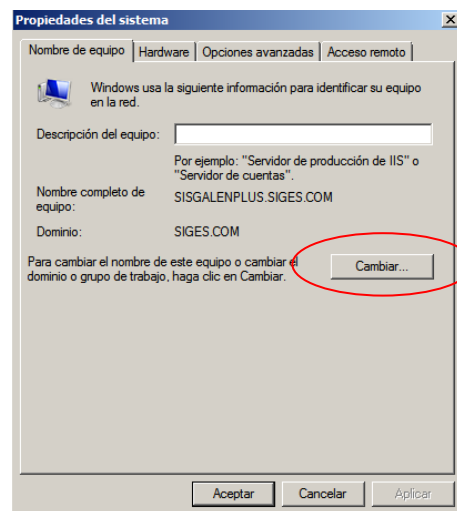 Propiedades del sistema
Nombre de equipo Hardware Opciones avanzadas Acceso remoto
Windows usa la siguiente información para identificar su equipo
en la red.
Descripción del equipo:
Por ejemplo: "Servidor de producción de IIS" o
"Servidor de cuentas".
Nombre completo de
equipo:
SISGALENPLUS.SIGES.COM
Dominio: SIGES.COM
Para cambiar el nombre de este equipo o cambiar el
dominio o grupo de trabajo, haga clic en Cambiar.
Cambiar...
Aceptar Cancelar Aplicar